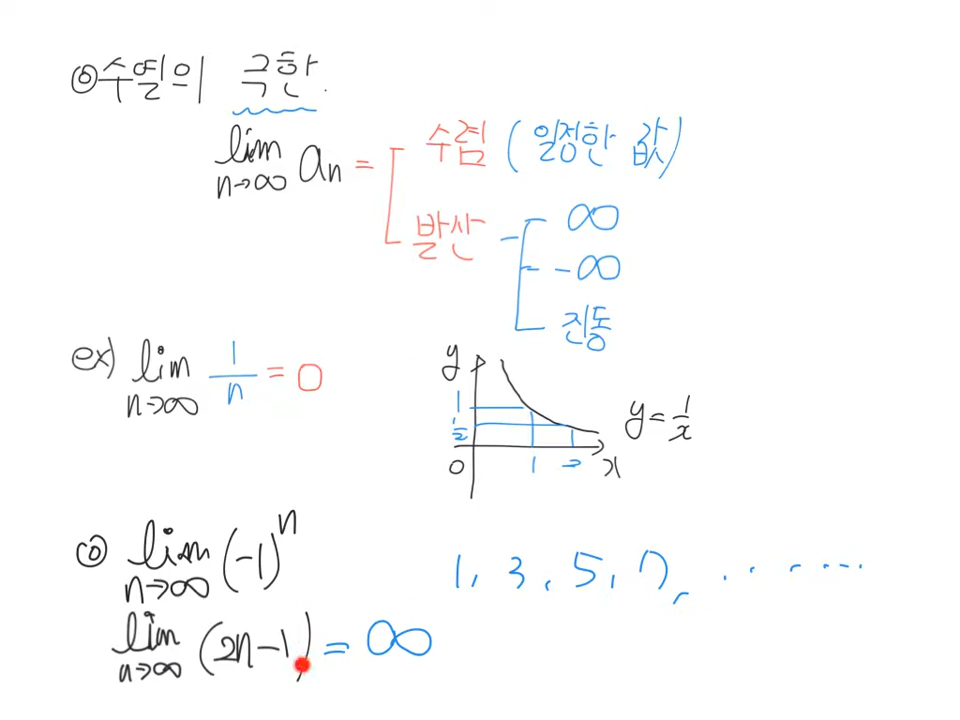 ◎수열의 극한.
lim n→∞ aₙ = 수렴 (일정한 값)
발산 ∞
-∞
진동
ex) lim n→∞ 1/n = 0
y
1
1/2
0 1 2 x
y = 1/x
◎ lim n→∞ (-1)ⁿ
1, 3, 5, 7, ......
lim n→∞ (2n-1) = ∞